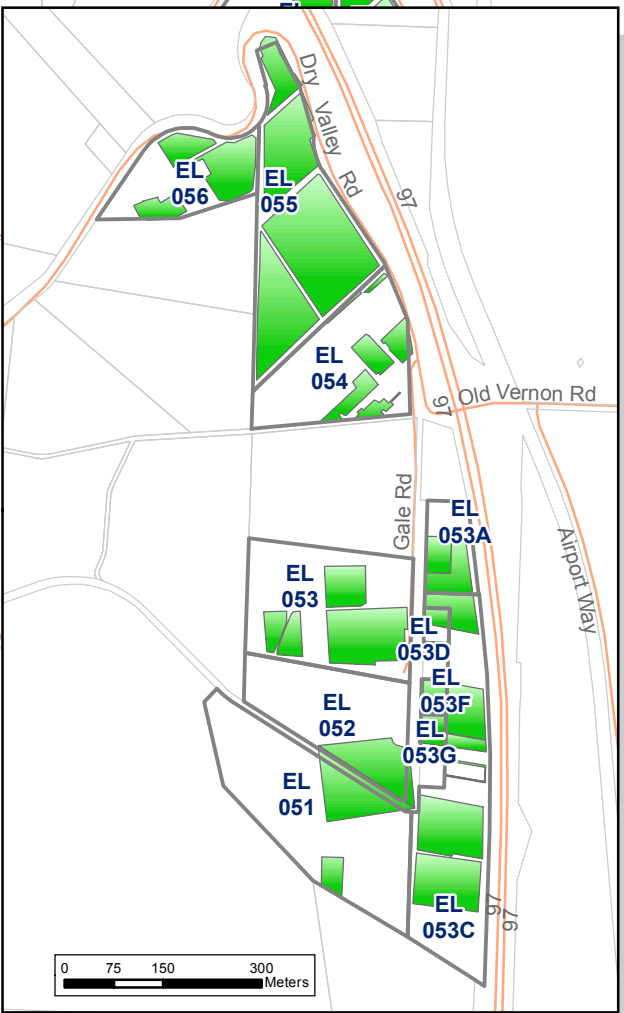 EL
Dry Valley Rd
EL
056
EL
055
97
EL
054
97
Old Vernon Rd
Gale Rd
EL
053A
Airport Way
EL
053
EL
053D
EL
053F
EL
052
EL
053G
EL
051
EL
053C
97
97
0 75 150 300
Meters